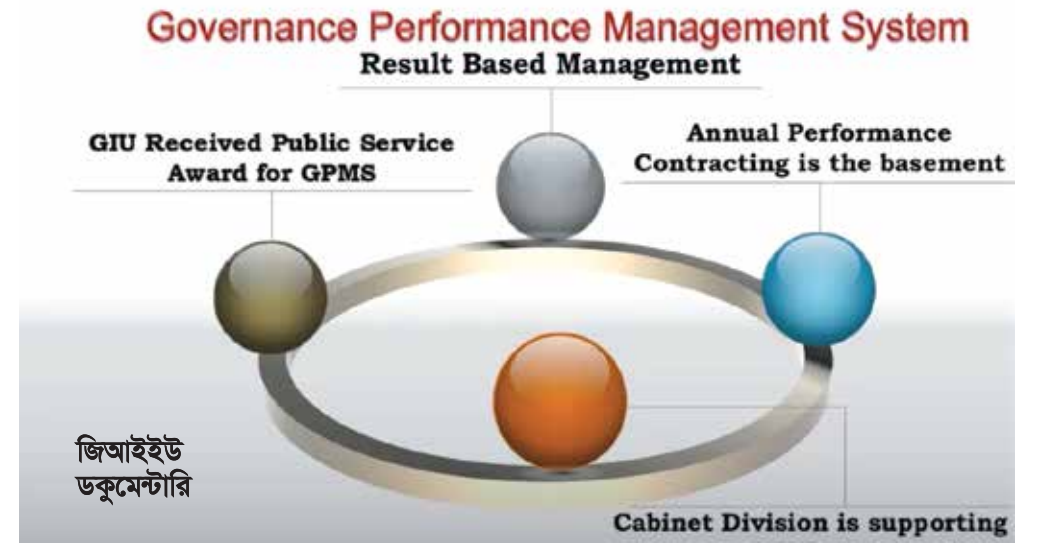 Governance Performance Management System
Result Based Management
GIU Received Public Service
Award for GPMS
Annual Performance
Contracting is the basement
জিআইইউ
ডকুমেন্টারি
Cabinet Division is supporting